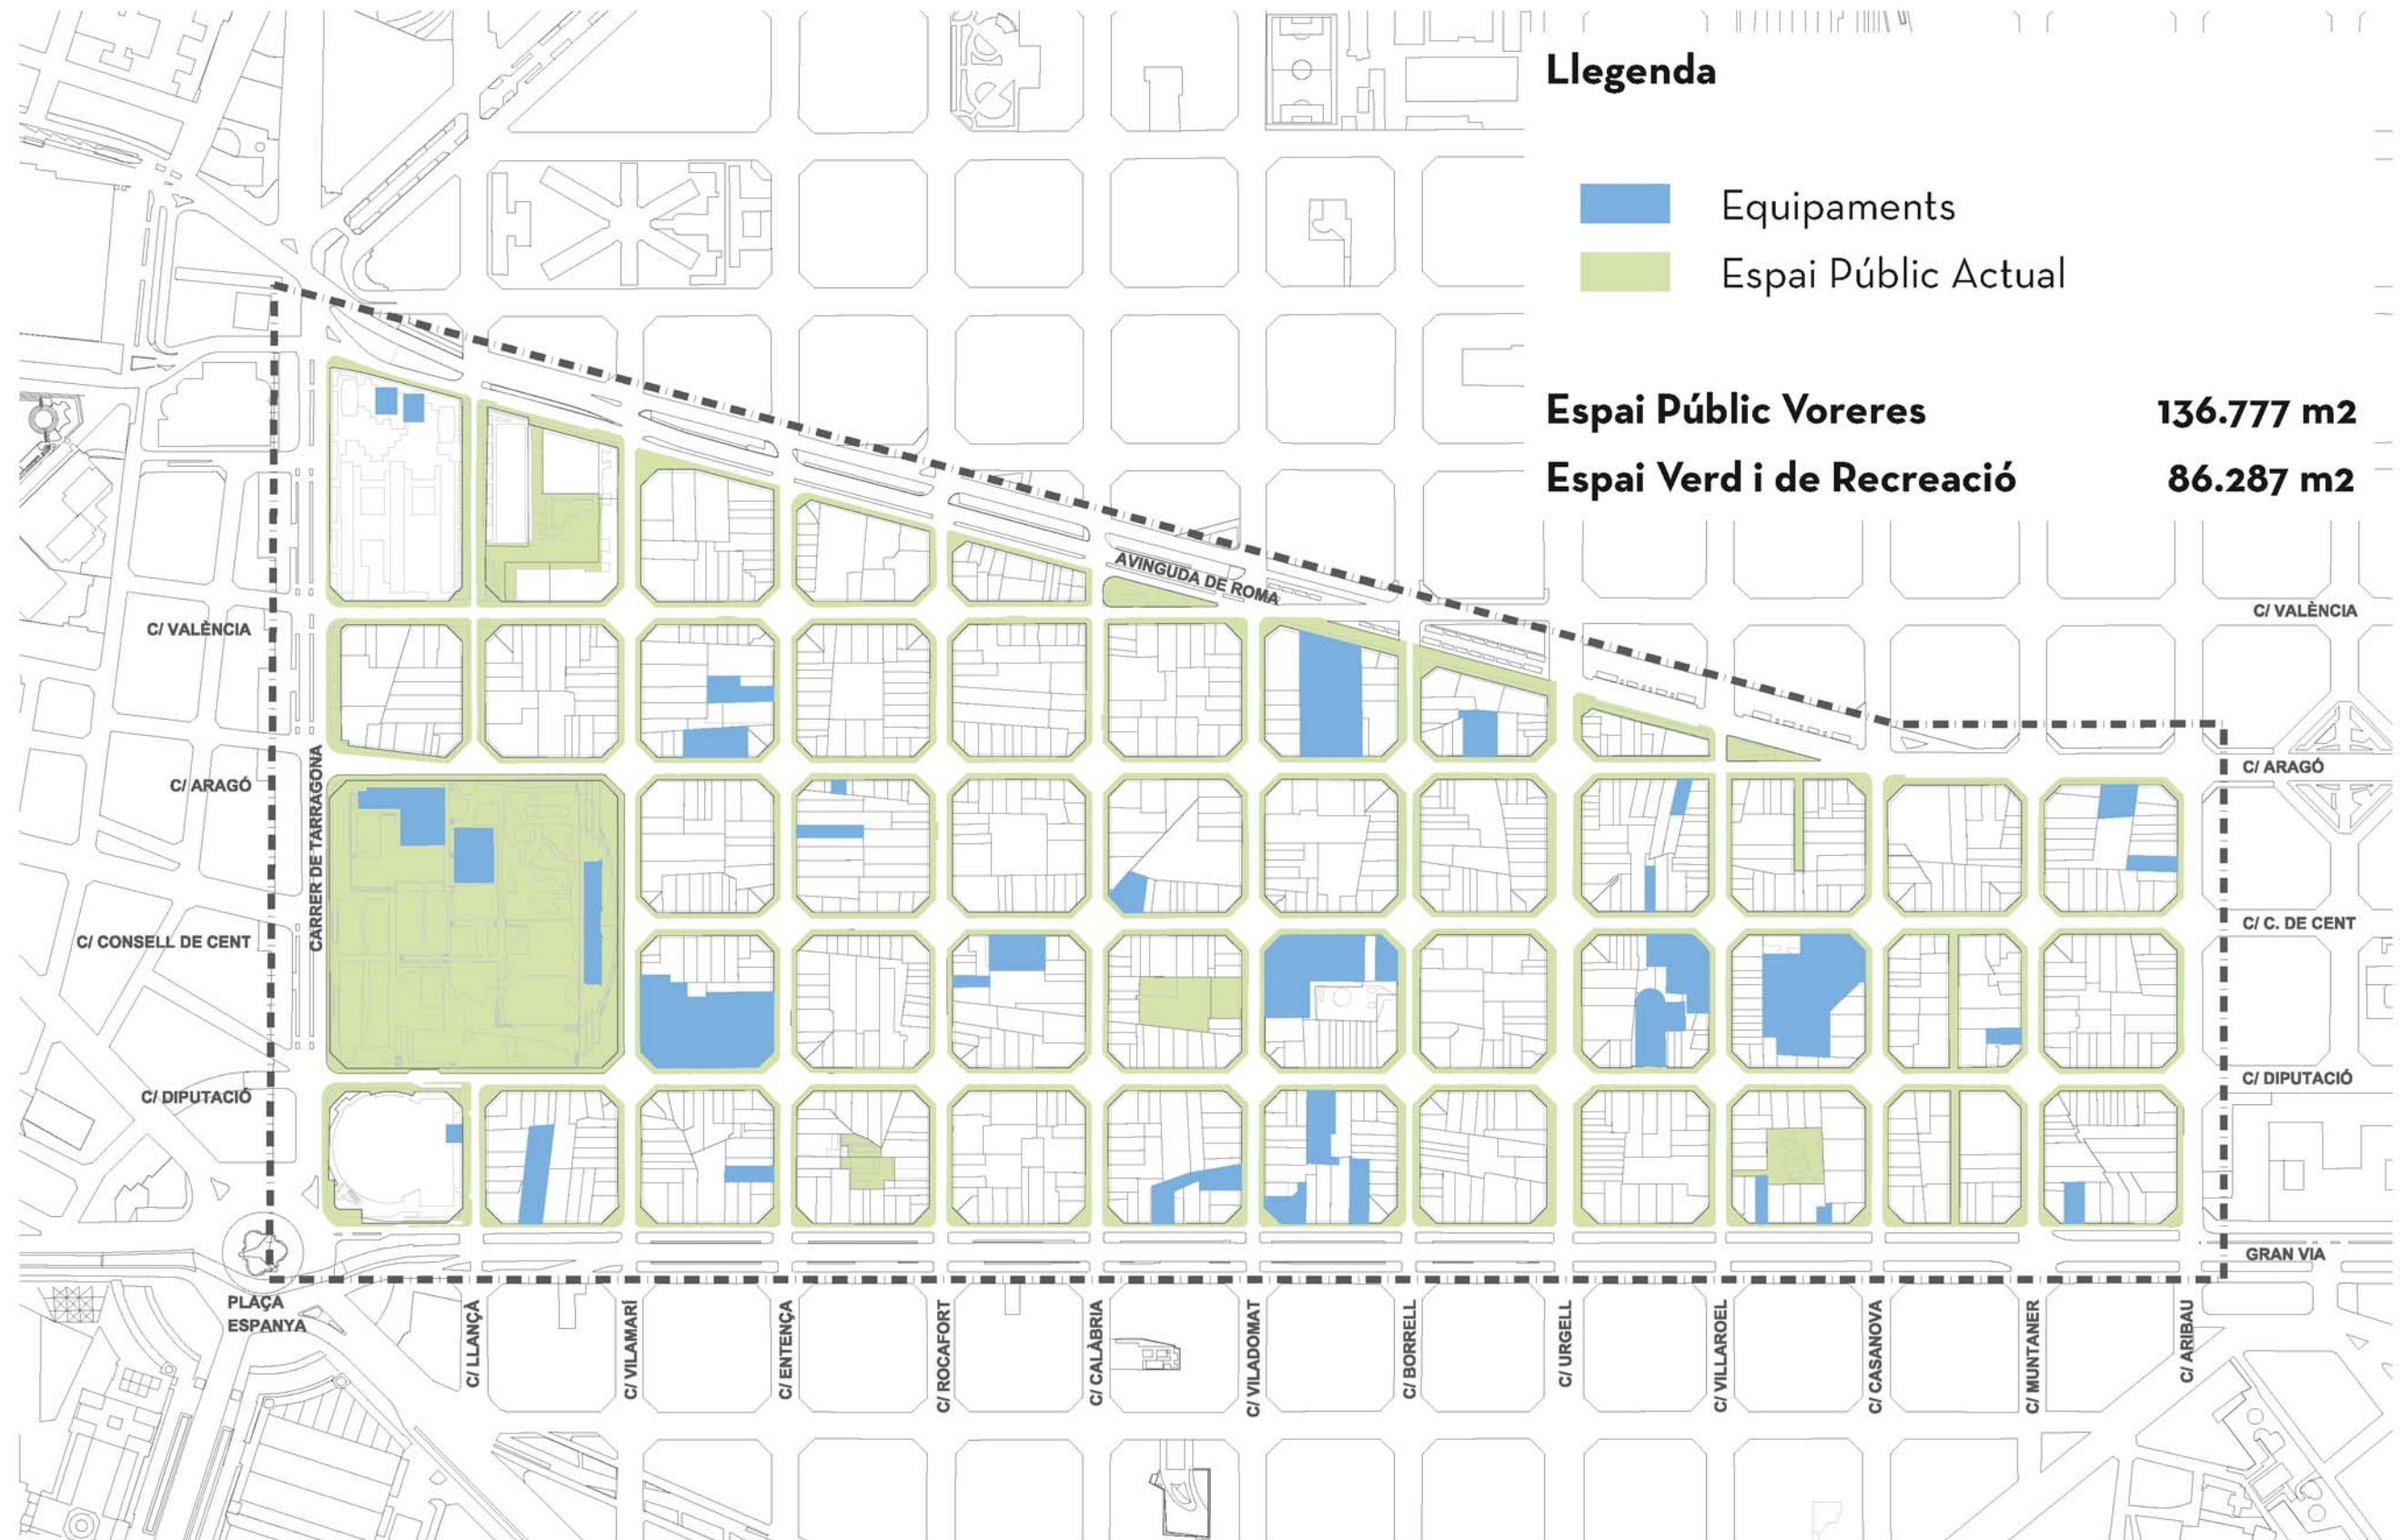 Llegenda
Equipaments
Espai Públic Actual
Espai Públic Voreres 136.777 m2
Espai Verd i de Recreació 86.287 m2
AVINGUDA DE ROMA
C/ VALÈNCIA
C/ VALÈNCIA
C/ ARAGÓ
C/ ARAGÓ
CARRER DE TARRAGONA
C/ CONSELL DE CENT
C/ C. DE CENT
C/ DIPUTACIÓ
C/ DIPUTACIÓ
GRAN VIA
PLAÇA
ESPANYA
C/ LLANÇÀ
C/ VILAMARÍ
C/ ENTENÇA
C/ ROCAFORT
C/ CALÀBRIA
C/ VILADOMAT
C/ BORRELL
C/ URGELL
C/ VILLAROEL
C/ CASANOVA
C/ MUNTANER
C/ ARIBAU